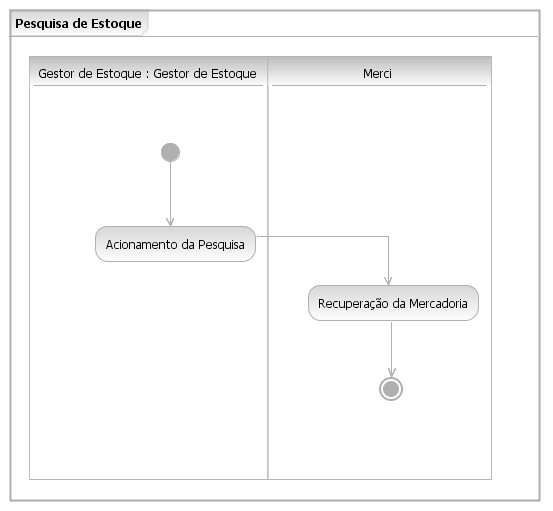 Pesquisa de Estoque
Gestor de Estoque : Gestor de Estoque
Merci
Acionamento da Pesquisa
Recuperação da Mercadoria